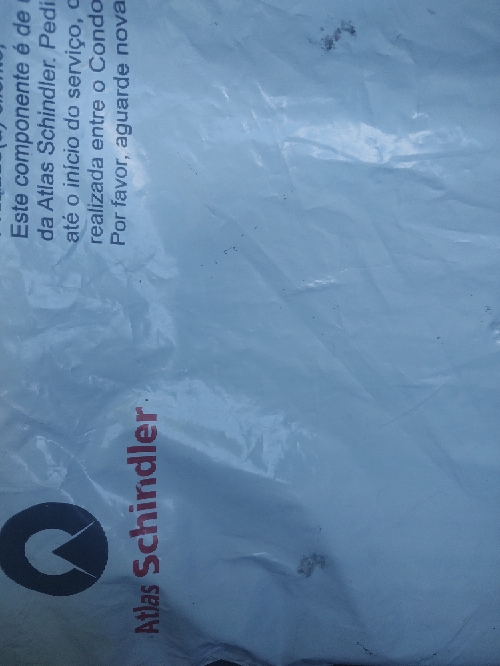 Este componente é de
da Atlas Schindler. Pedi
até o início do serviço, c
realizada entre o Condo
Por favor, aguarde nova
Atlas Schindler